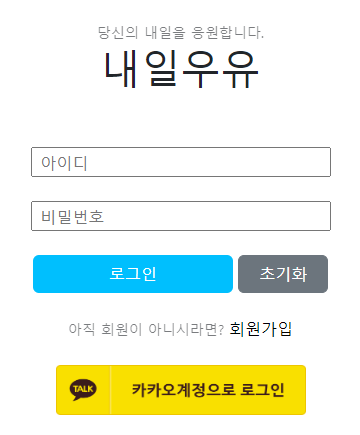 당신의 내일을 응원합니다.
내일우유
아이디
비밀번호
로그인 초기화
아직 회원이 아니시라면? 회원가입
TALK 카카오계정으로 로그인